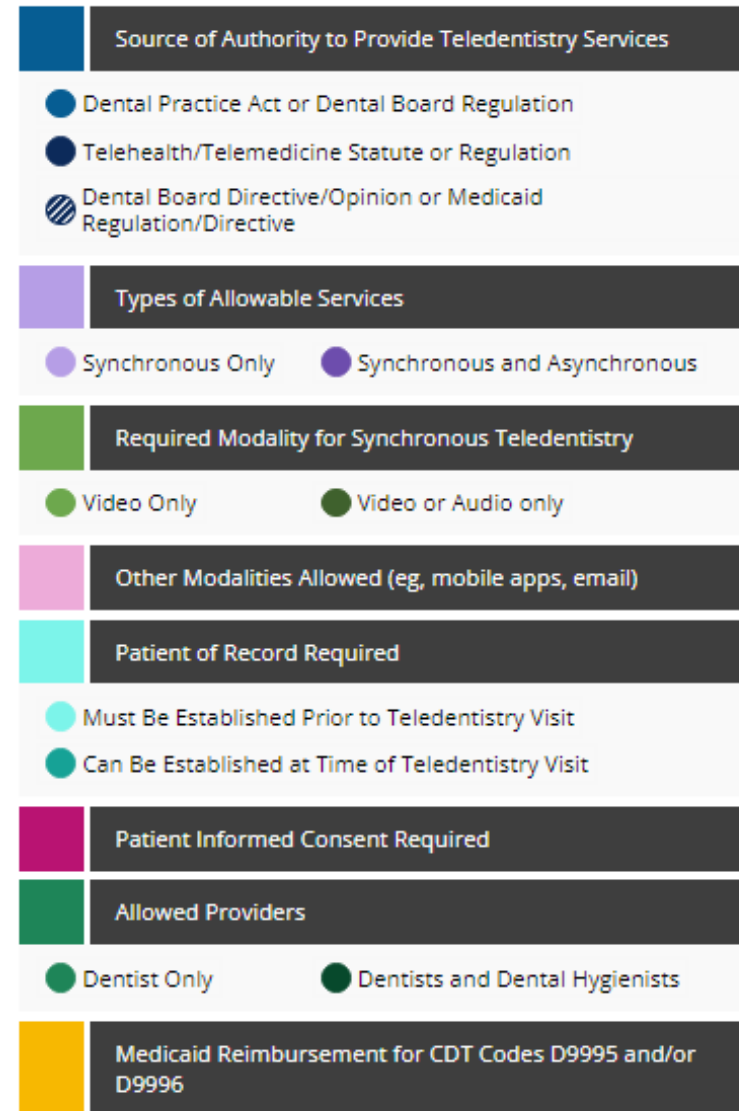 Source of Authority to Provide Teledentistry Services
Dental Practice Act or Dental Board Regulation
Telehealth/Telemedicine Statute or Regulation
Dental Board Directive/Opinion or Medicaid
Regulation/Directive
Types of Allowable Services
Synchronous Only Synchronous and Asynchronous
Required Modality for Synchronous Teledentistry
Video Only Video or Audio only
Other Modalities Allowed (eg, mobile apps, email)
Patient of Record Required
Must Be Established Prior to Teledentistry Visit
Can Be Established at Time of Teledentistry Visit
Patient Informed Consent Required
Allowed Providers
Dentist Only Dentists and Dental Hygienists
Medicaid Reimbursement for CDT Codes D9995 and/or
D9996